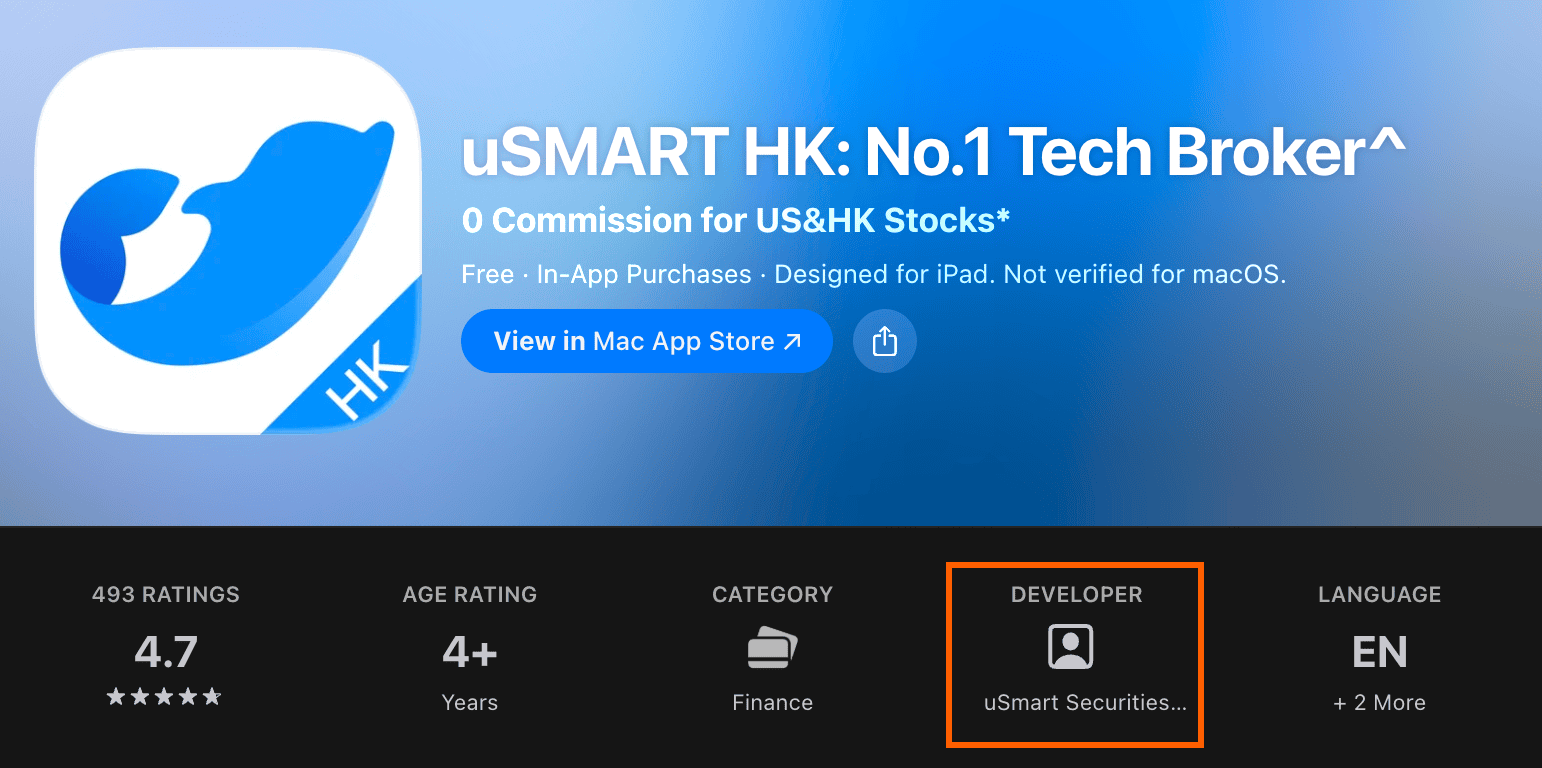 uSMART HK: No.1 Tech Broker^
0 Commission for US&HK Stocks*
Free · In-App Purchases · Designed for iPad. Not verified for macOS.
View in Mac App Store ↗
HK
493 RATINGS
4.7
★★★★★
AGE RATING
4+
Years
CATEGORY
Finance
DEVELOPER
uSmart Securities...
LANGUAGE
EN
+ 2 More